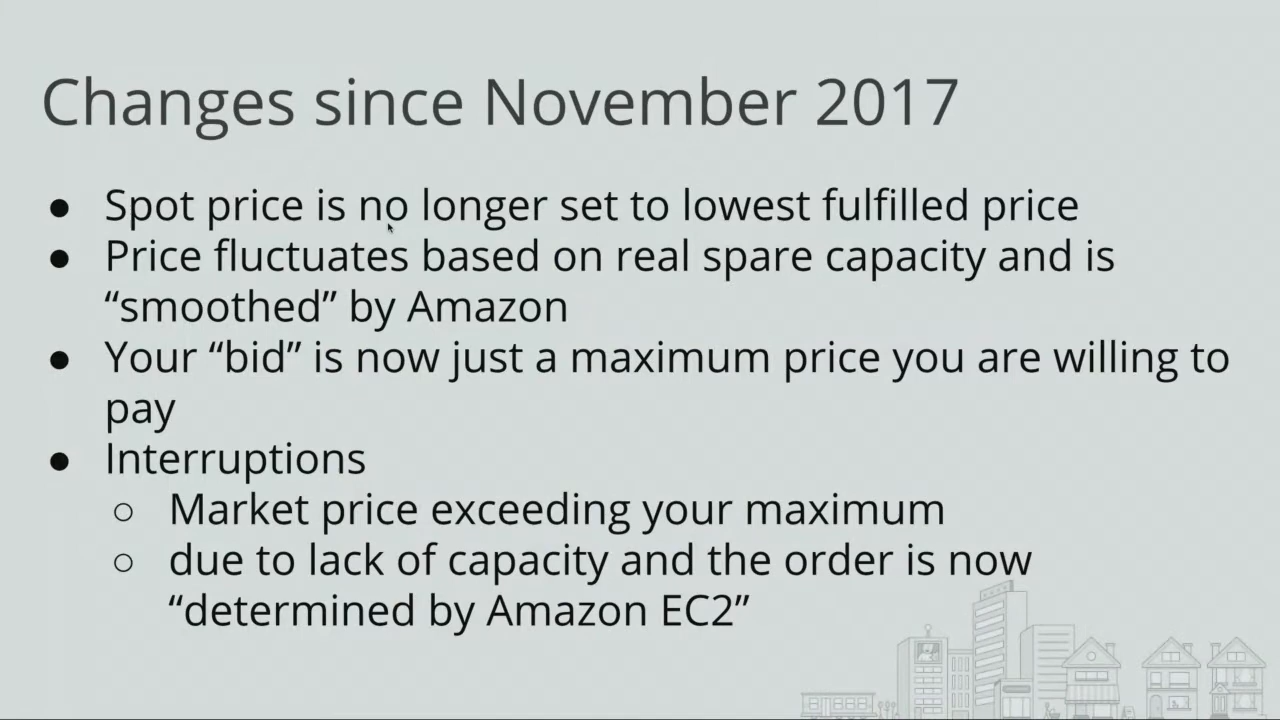 Changes since November 2017
● Spot price is no longer set to lowest fulfilled price
● Price fluctuates based on real spare capacity and is
“smoothed” by Amazon
● Your “bid” is now just a maximum price you are willing to
pay
● Interruptions
○ Market price exceeding your maximum
○ due to lack of capacity and the order is now
“determined by Amazon EC2”